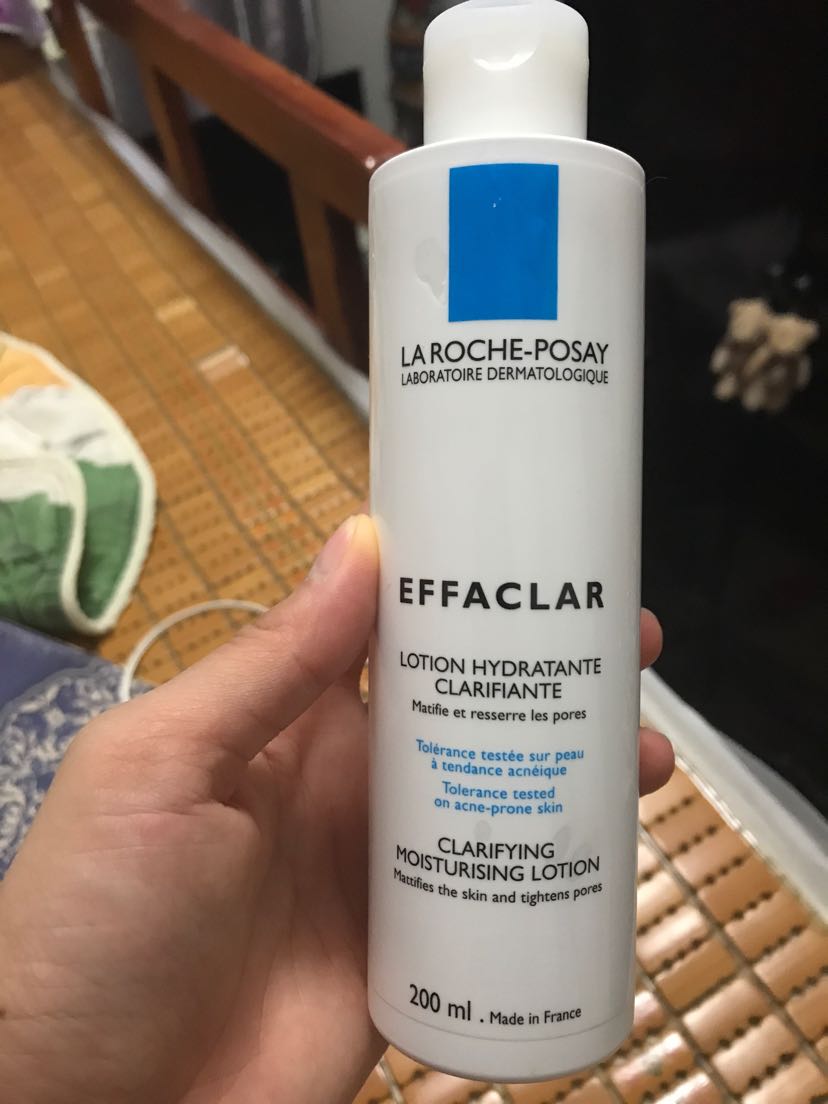 LA ROCHE-POSAY
LABORATOIRE DERMATOLOGIQUE
EFFACLAR
LOTION HYDRATANTE
CLARIFIANTE
Matifie et resserre les pores
Tolérance testée sur peau
à tendance acnéique
Tolerance tested
on acne-prone skin
CLARIFYING
MOISTURISING LOTION
Mattifies the skin and tightens pores
200 ml . Made in France